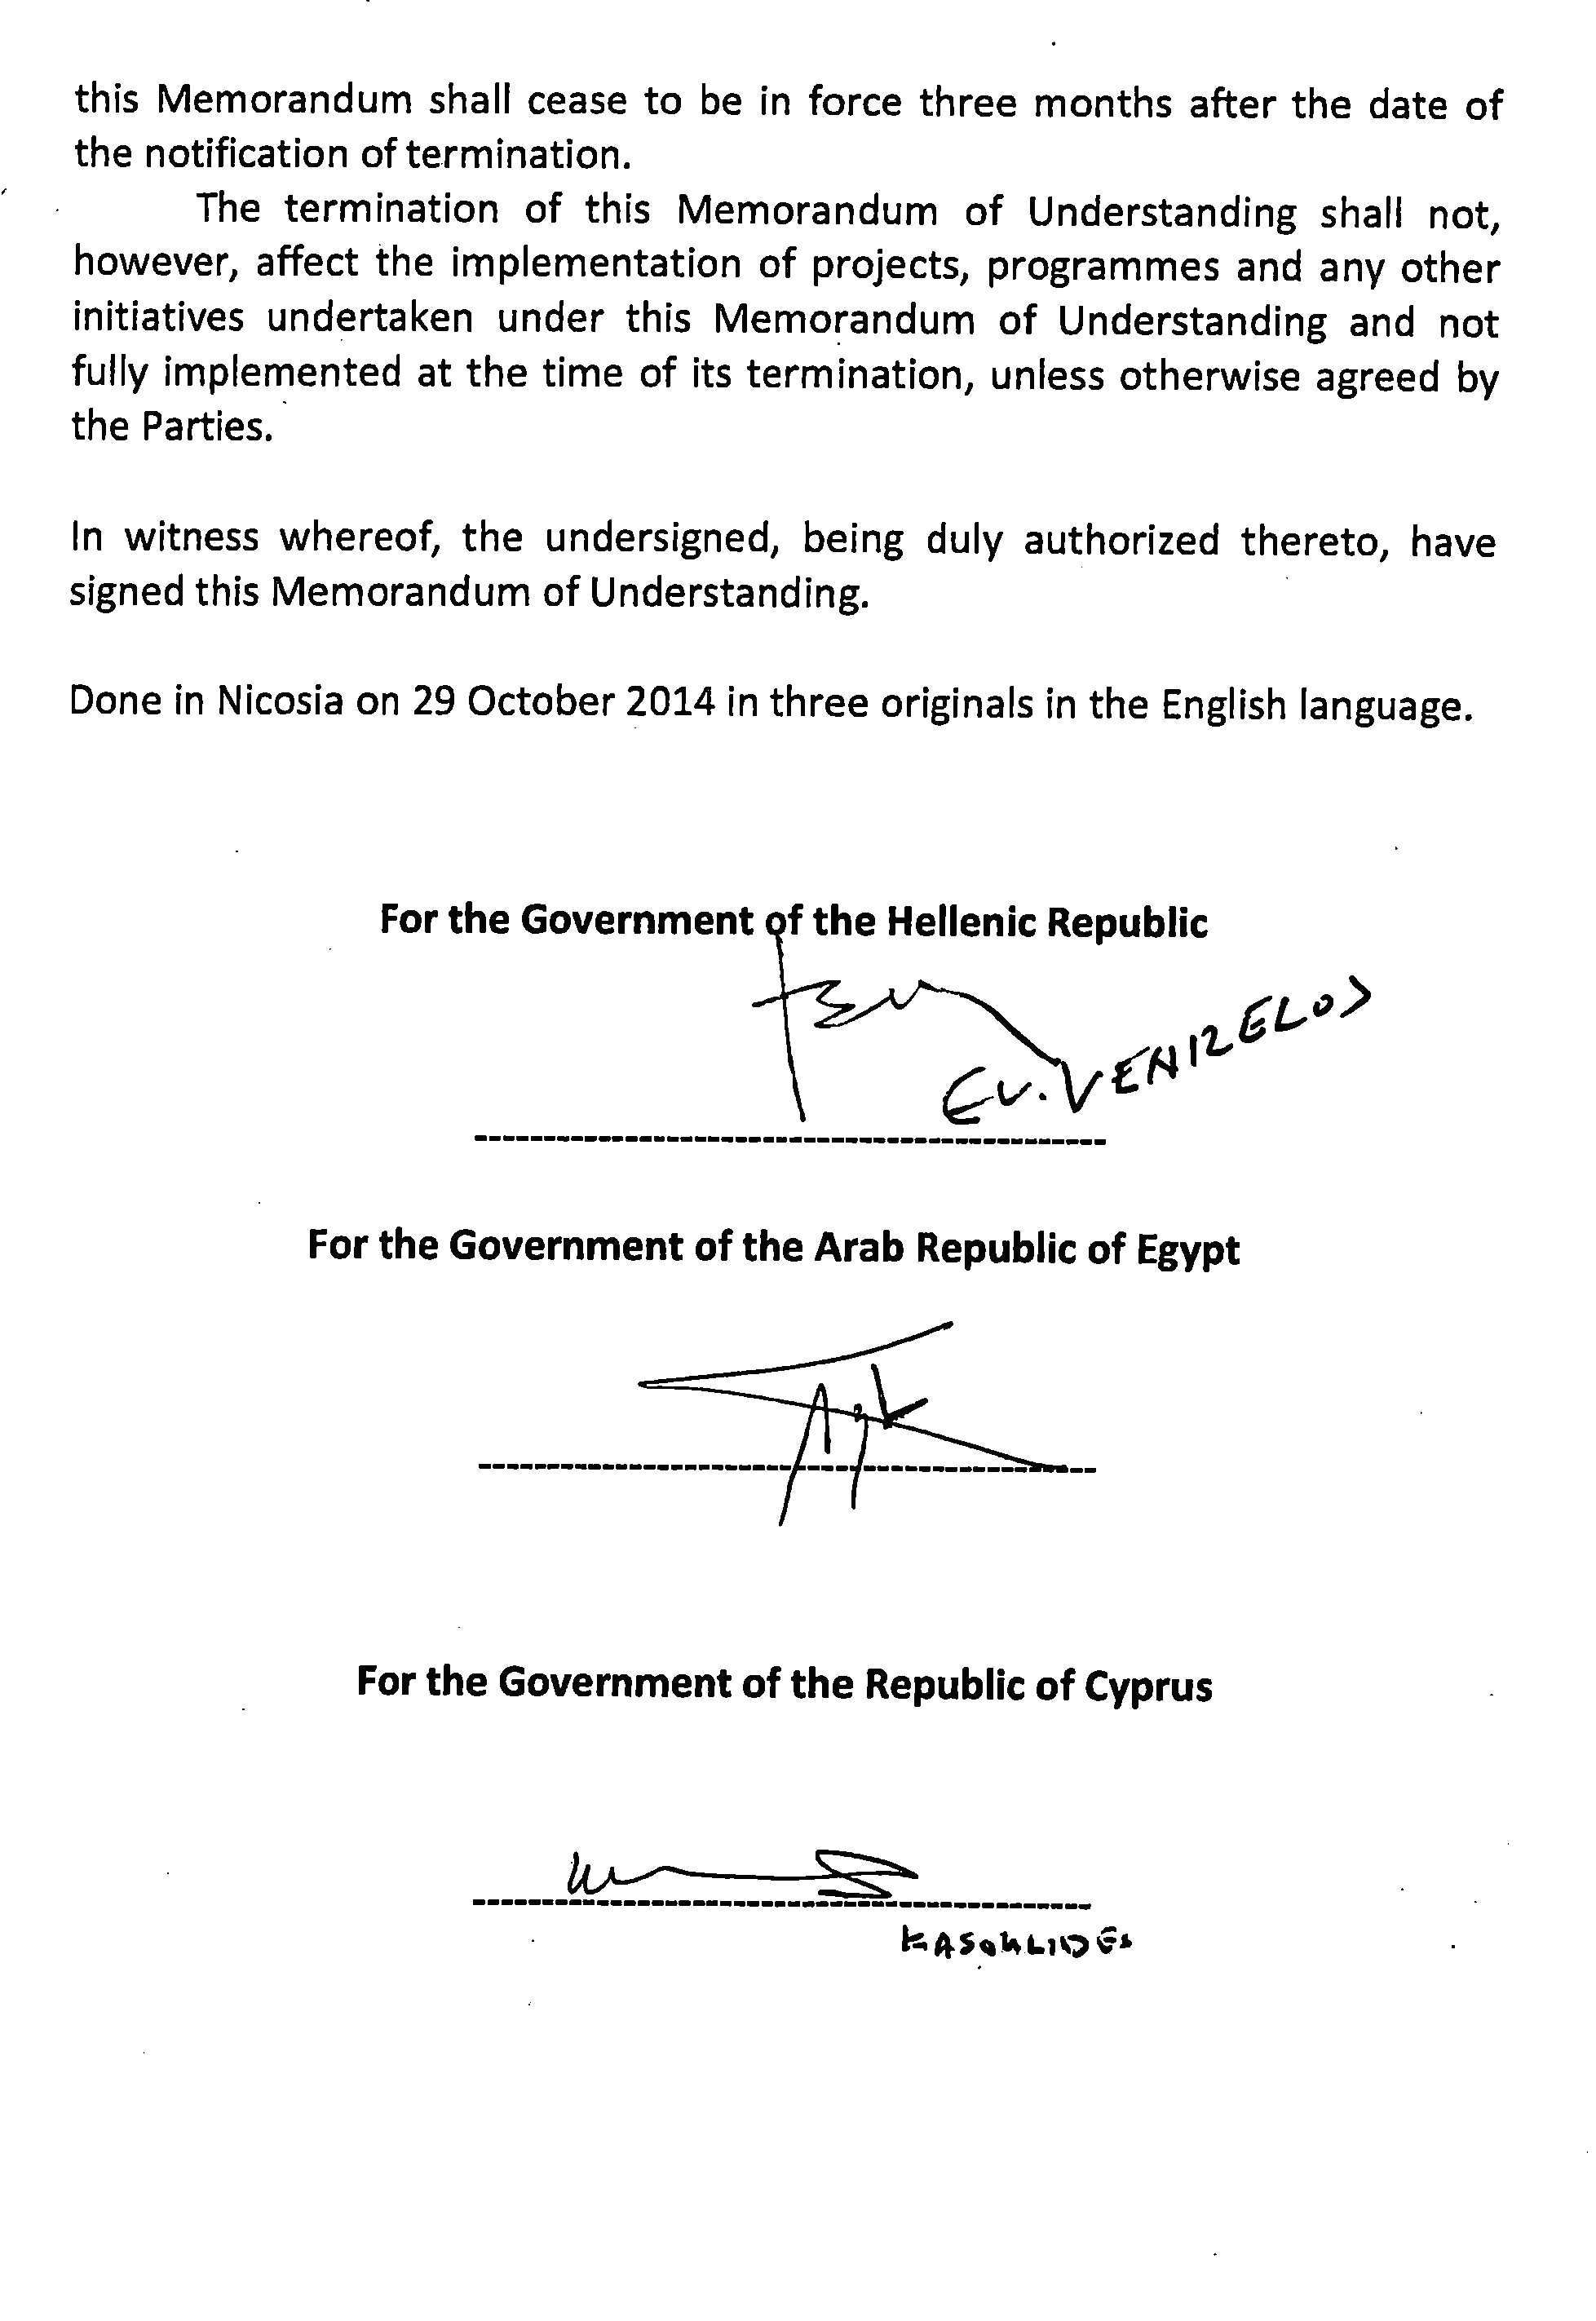 this Memorandum shall cease to be in force three months after the date of
the notification of termination.
The termination of this Memorandum of Understanding shall not,
however, affect the implementation of projects, programmes and any other
initiatives undertaken under this Memorandum of Understanding and not
fully implemented at the time of its termination, unless otherwise agreed by
the Parties.
In witness whereof, the undersigned, being duly authorized thereto, have
signed this Memorandum of Understanding.
Done in Nicosia on 29 October 2014 in three originals in the English language.
For the Government of the Hellenic Republic
Ev. VENIZELOS
For the Government of the Arab Republic of Egypt
For the Government of the Republic of Cyprus
KASOULIDES